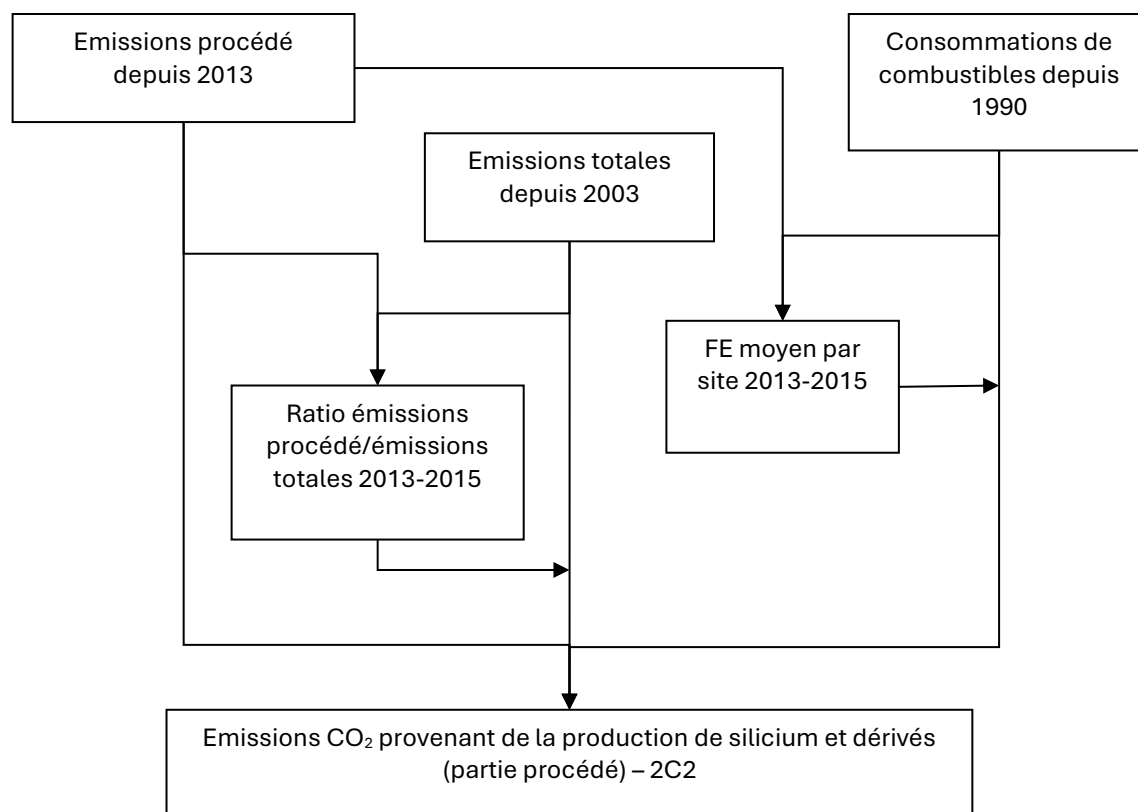 Emissions procédé
depuis 2013
Consommations de
combustibles depuis
1990
Emissions totales
depuis 2003
FE moyen par
site 2013-2015
Ratio émissions
procédé/émissions
totales 2013-2015
Emissions CO₂ provenant de la production de silicium et dérivés
(partie procédé) – 2C2